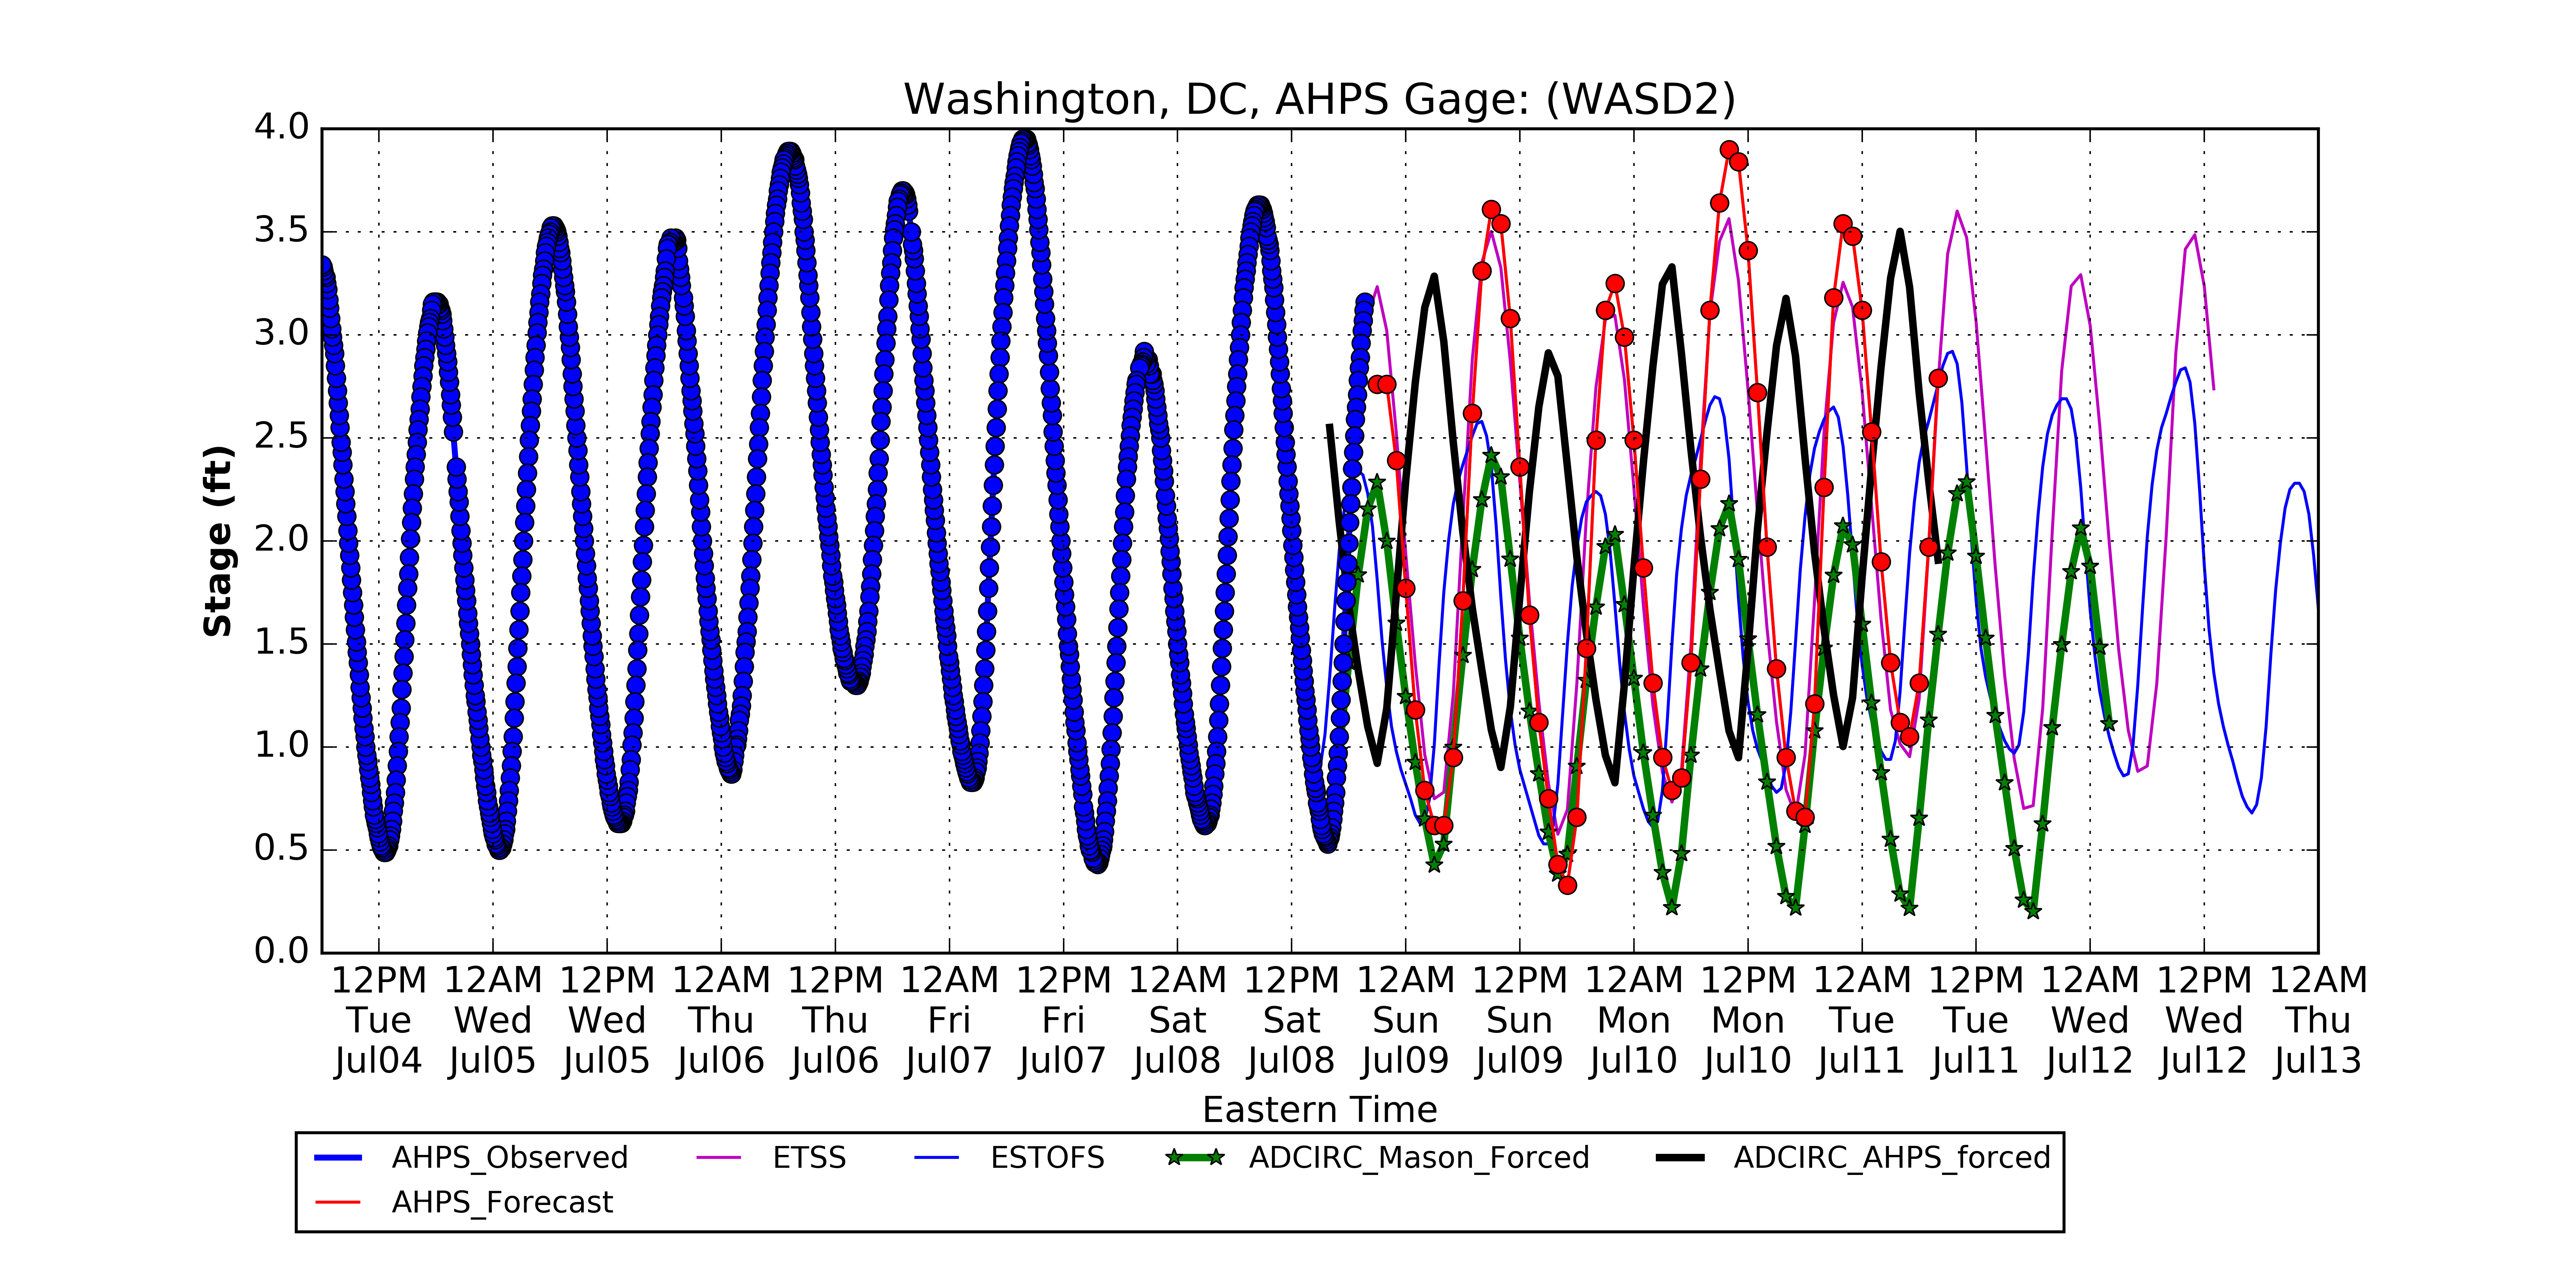 Washington, DC, AHPS Gage: (WASD2)
4.0
3.5
3.0
2.5
2.0
1.5
1.0
0.5
0.0
Stage (ft)
12PM 12AM 12PM 12AM 12PM 12AM 12PM 12AM 12PM 12AM 12PM 12AM 12PM 12AM 12PM 12AM 12PM 12AM
Tue Wed Wed Thu Thu Fri Fri Sat Sat Sun Sun Mon Mon Tue Tue Wed Wed Thu
Jul04 Jul05 Jul05 Jul06 Jul06 Jul07 Jul07 Jul08 Jul08 Jul09 Jul09 Jul10 Jul10 Jul11 Jul11 Jul12 Jul12 Jul13
Eastern Time
AHPS_Observed ETSS ESTOFS ADCIRC_Mason_Forced ADCIRC_AHPS_forced
AHPS_Forecast